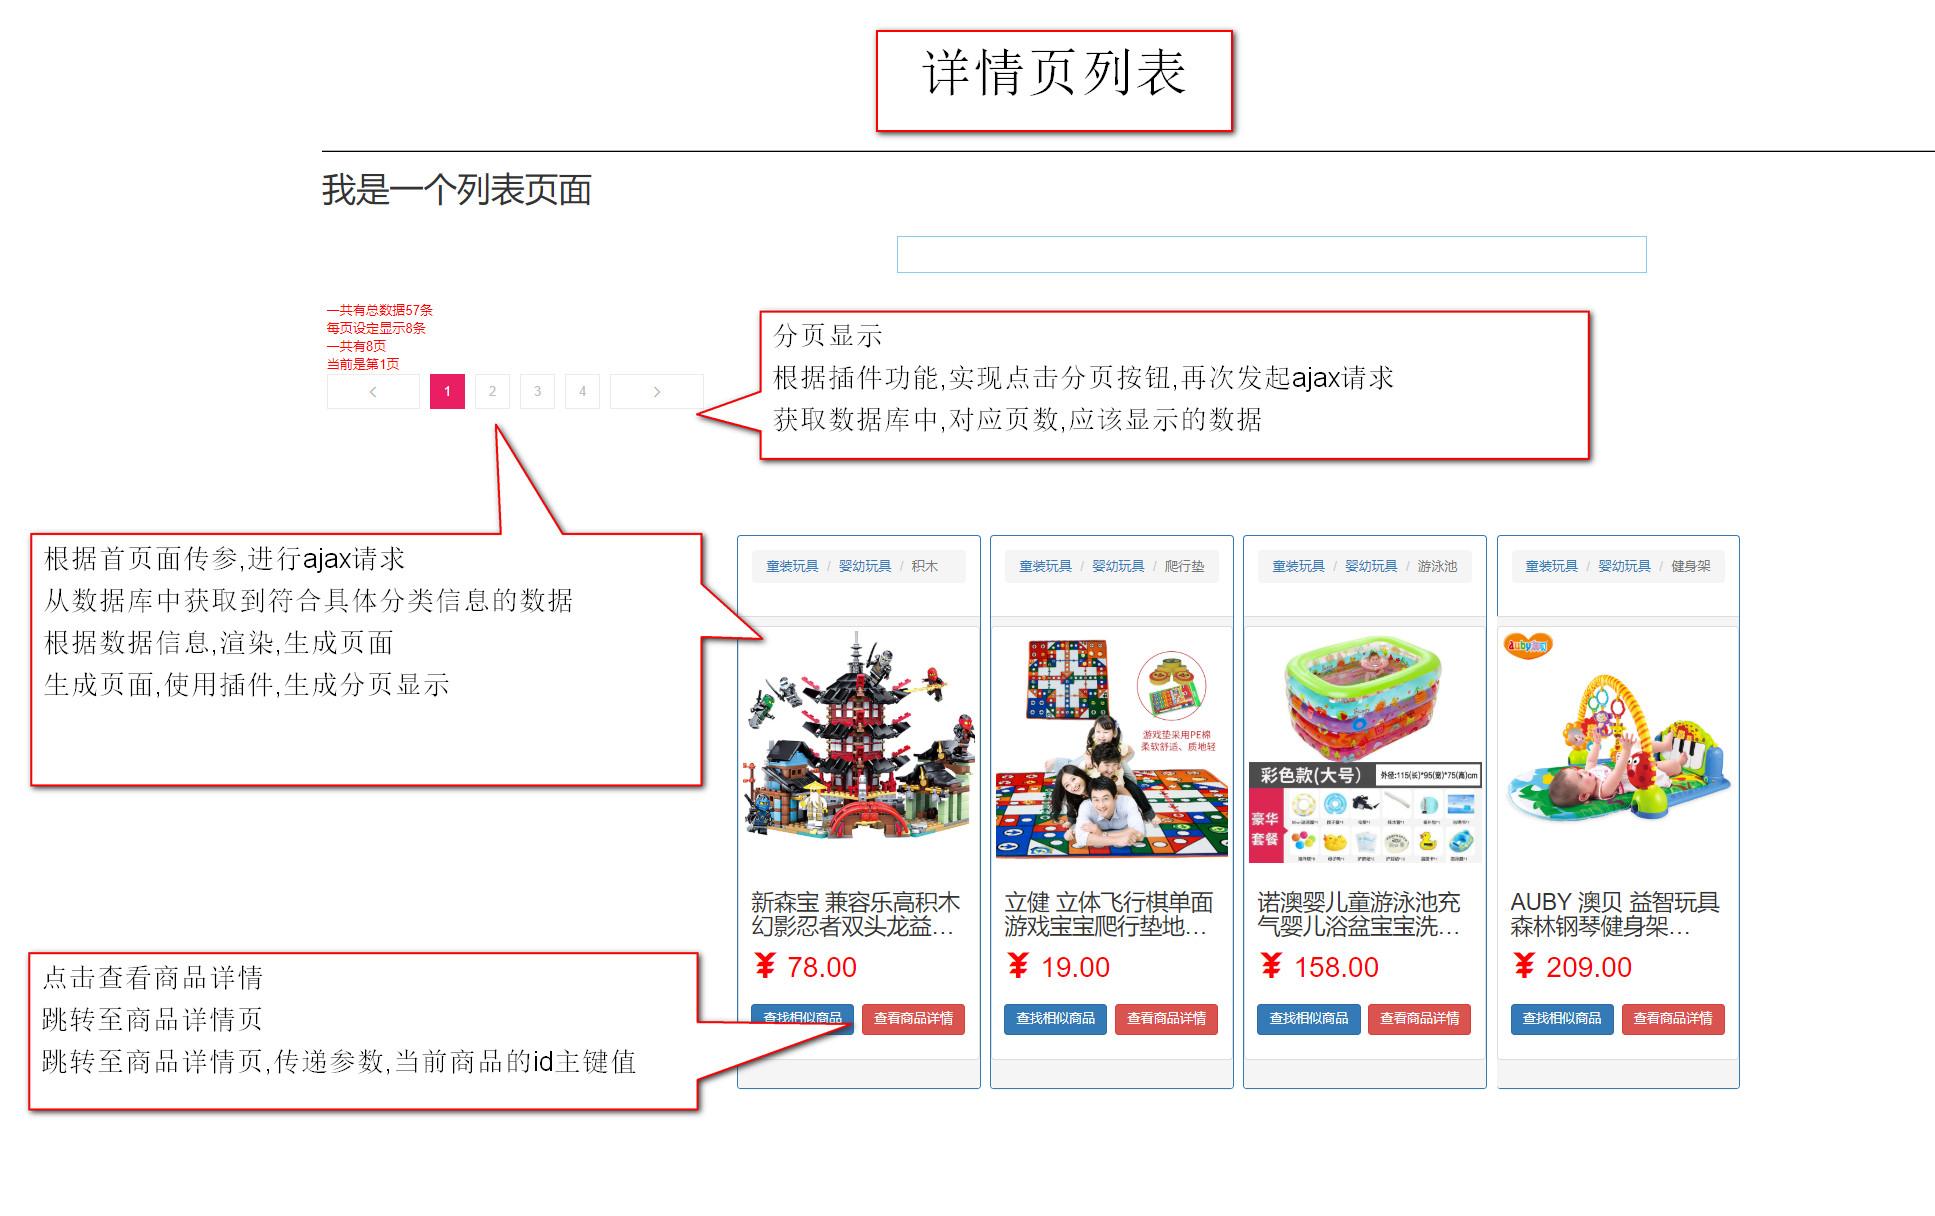 详情页列表
我是一个列表页面
一共有总数据57条
每页设定显示8条
一共有8页
当前是第1页
< 1 2 3 4 >
分页显示
根据插件功能,实现点击分页按钮,再次发起ajax请求
获取数据库中,对应页数,应该显示的数据
根据首页面传参,进行ajax请求
从数据库中获取到符合具体分类信息的数据
根据数据信息,渲染,生成页面
生成页面,使用插件,生成分页显示
童装玩具 / 婴幼玩具 / 积木
新森宝 兼容乐高积木
幻影忍者双头龙益...
¥ 78.00
查找相似商品 查看商品详情
童装玩具 / 婴幼玩具 / 爬行垫
游戏垫采用PE棉
柔软舒适、质地轻
立健 立体飞行棋单面
游戏宝宝爬行垫地...
¥ 19.00
查找相似商品 查看商品详情
童装玩具 / 婴幼玩具 / 游泳池
彩色款(大号) 外径:115(长)*95(宽)*75(高)cm
豪华
套餐
诺澳婴儿童游泳池充
气婴儿浴盆宝宝洗...
¥ 158.00
查找相似商品 查看商品详情
童装玩具 / 婴幼玩具 / 健身架
auby澳贝
AUBY 澳贝 益智玩具
森林钢琴健身架...
¥ 209.00
查找相似商品 查看商品详情
点击查看商品详情
跳转至商品详情页
跳转至商品详情页,传递参数,当前商品的id主键值